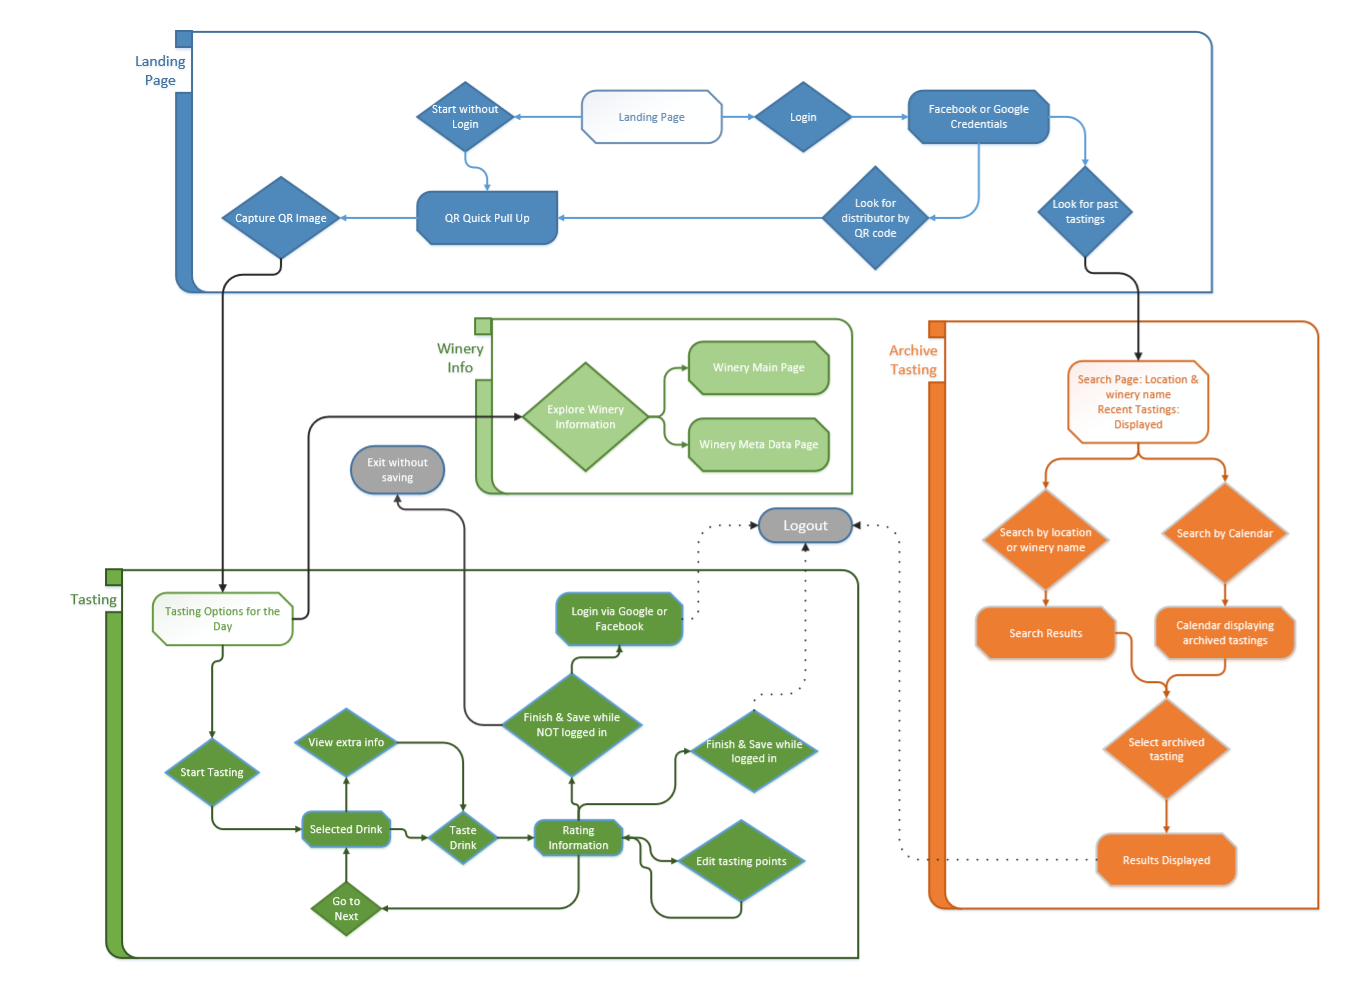 Landing
Page
Start without
Login
Landing Page
Login
Facebook or Google
Credentials
Capture QR Image
QR Quick Pull Up
Look for
distributor by
QR code
Look for past
tastings
Winery
Info
Explore Winery
Information
Winery Main Page
Winery Meta Data Page
Archive
Tasting
Search Page: Location &
winery name
Recent Tastings:
Displayed
Exit without
saving
Logout
Search by location
or winery name
Search by Calendar
Search Results
Calendar displaying
archived tastings
Select archived
tasting
Results Displayed
Tasting
Tasting Options for the
Day
Login via Google or
Facebook
Finish & Save while
NOT logged in
Finish & Save while
logged in
View extra info
Start Tasting
Selected Drink
Taste
Drink
Rating
Information
Edit tasting points
Go to
Next